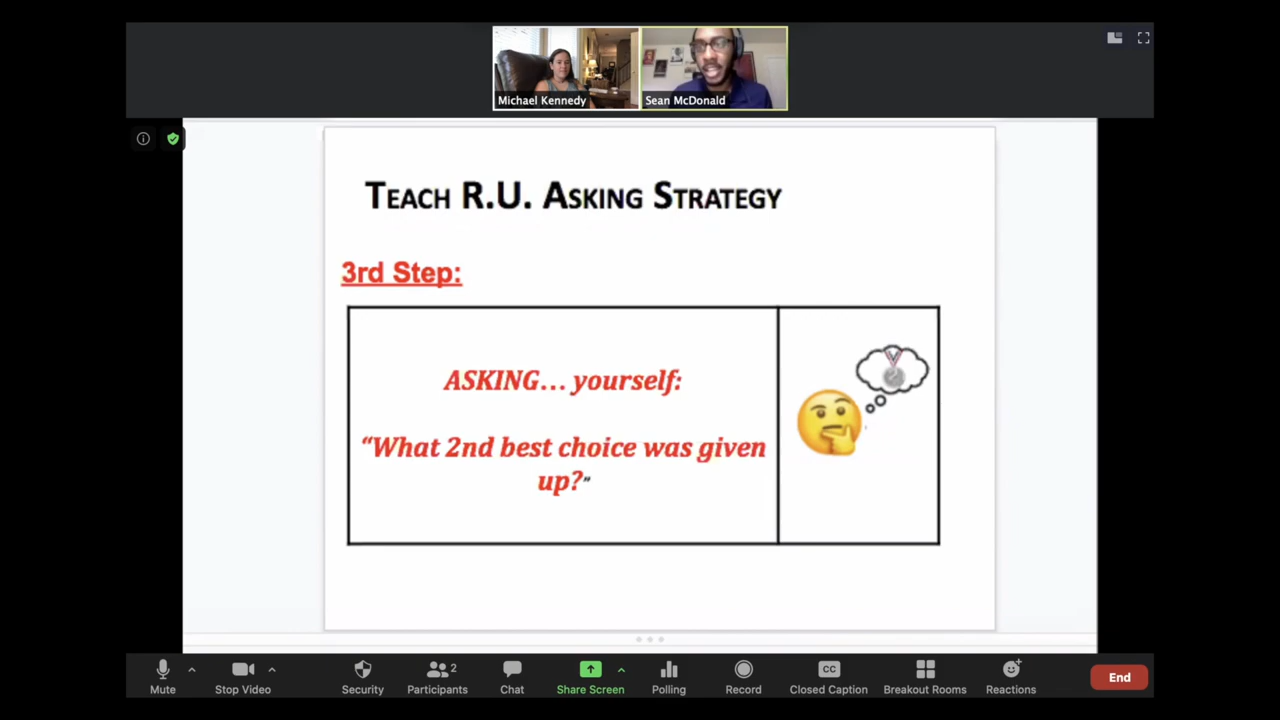 Michael Kennedy
Sean McDonald
TEACH R.U. ASKING STRATEGY
3rd Step:
ASKING... yourself:
“What 2nd best choice was given
up?”
Mute
Stop Video
Security
Participants
2
Chat
Share Screen
Polling
Record
CC
Closed Caption
Breakout Rooms
Reactions
End